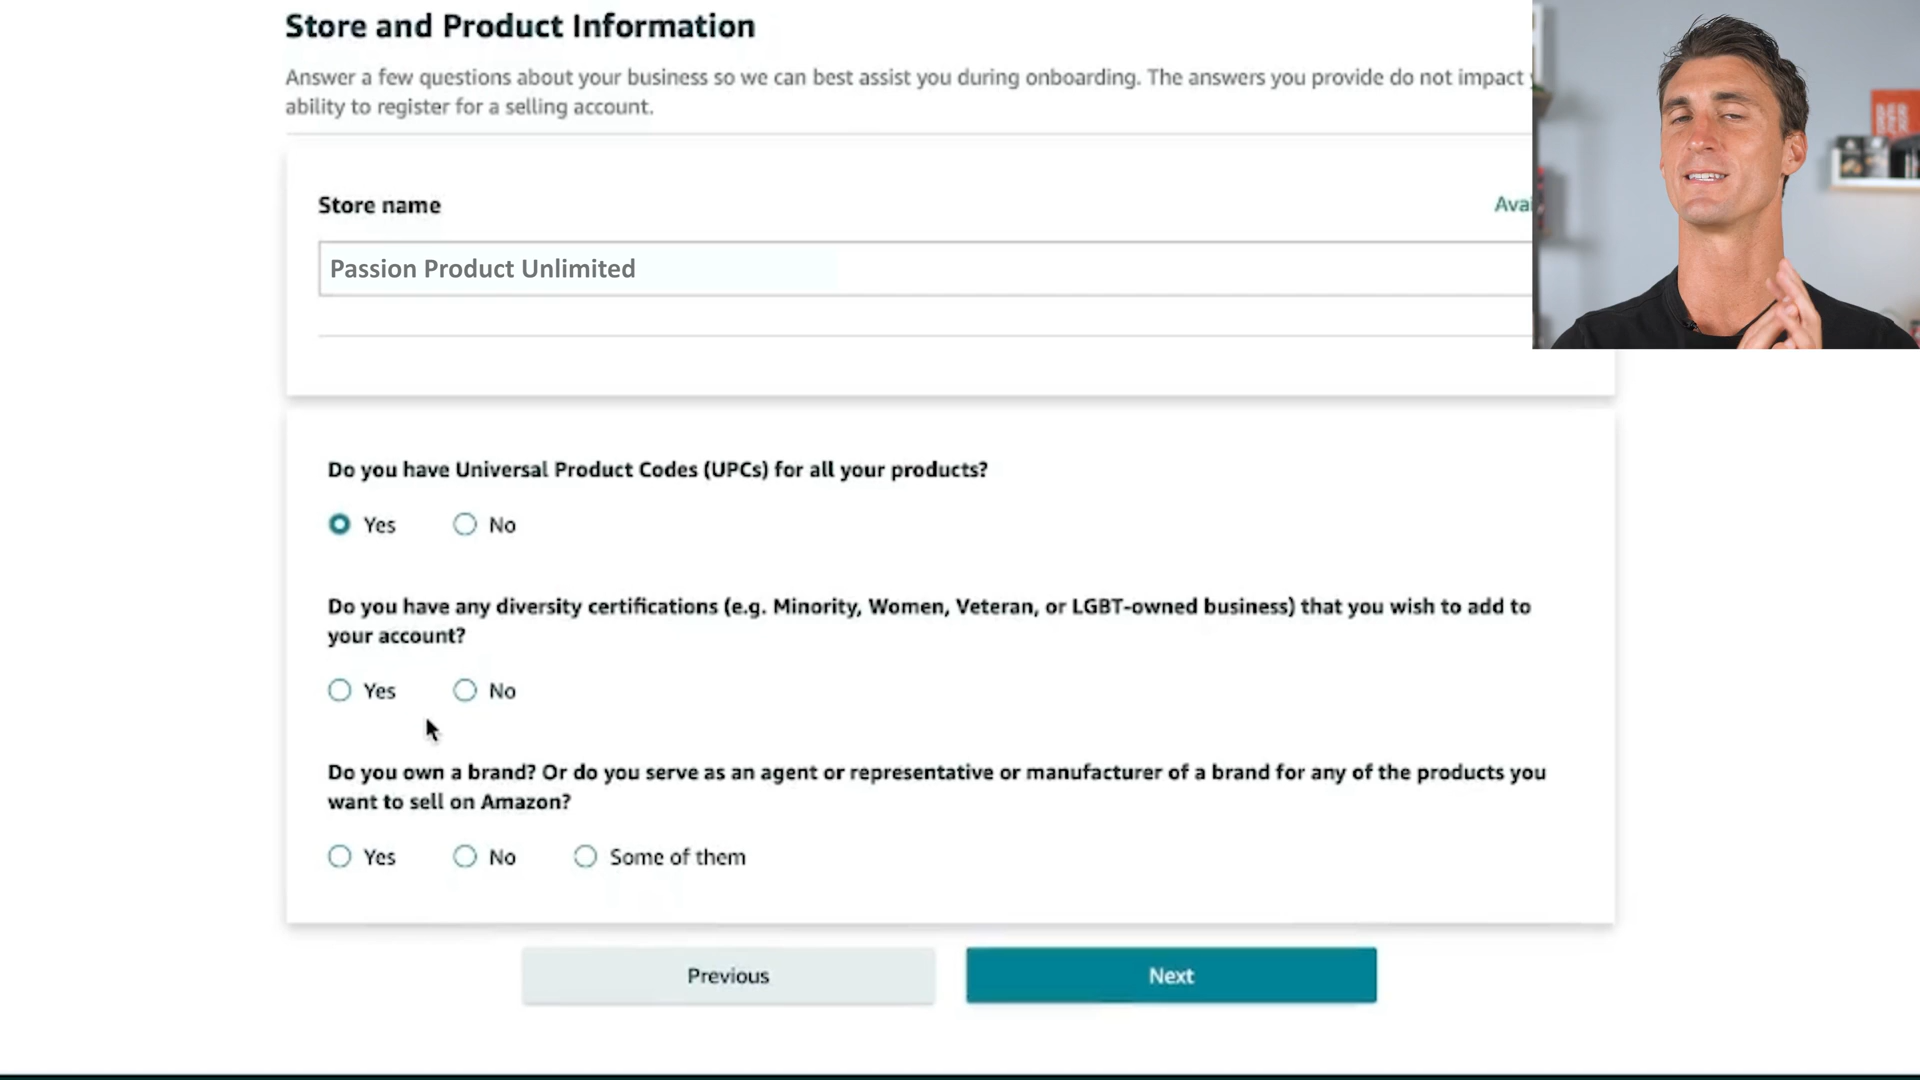 Store and Product Information
Answer a few questions about your business so we can best assist you during onboarding. The answers you provide do not impact
ability to register for a selling account.
Store name
Passion Product Unlimited
Do you have Universal Product Codes (UPCs) for all your products?
Yes No
Do you have any diversity certifications (e.g. Minority, Women, Veteran, or LGBT-owned business) that you wish to add to
your account?
Yes No
Do you own a brand? Or do you serve as an agent or representative or manufacturer of a brand for any of the products you
want to sell on Amazon?
Yes No Some of them
Previous Next